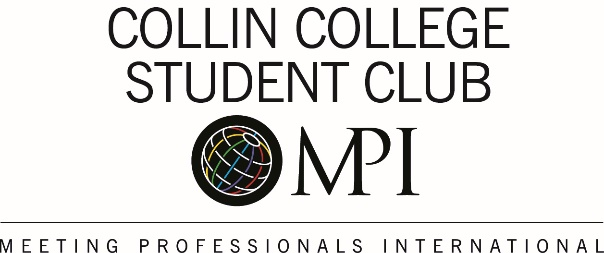 COLLIN COLLEGE
STUDENT CLUB
MPI
MEETING PROFESSIONALS INTERNATIONAL